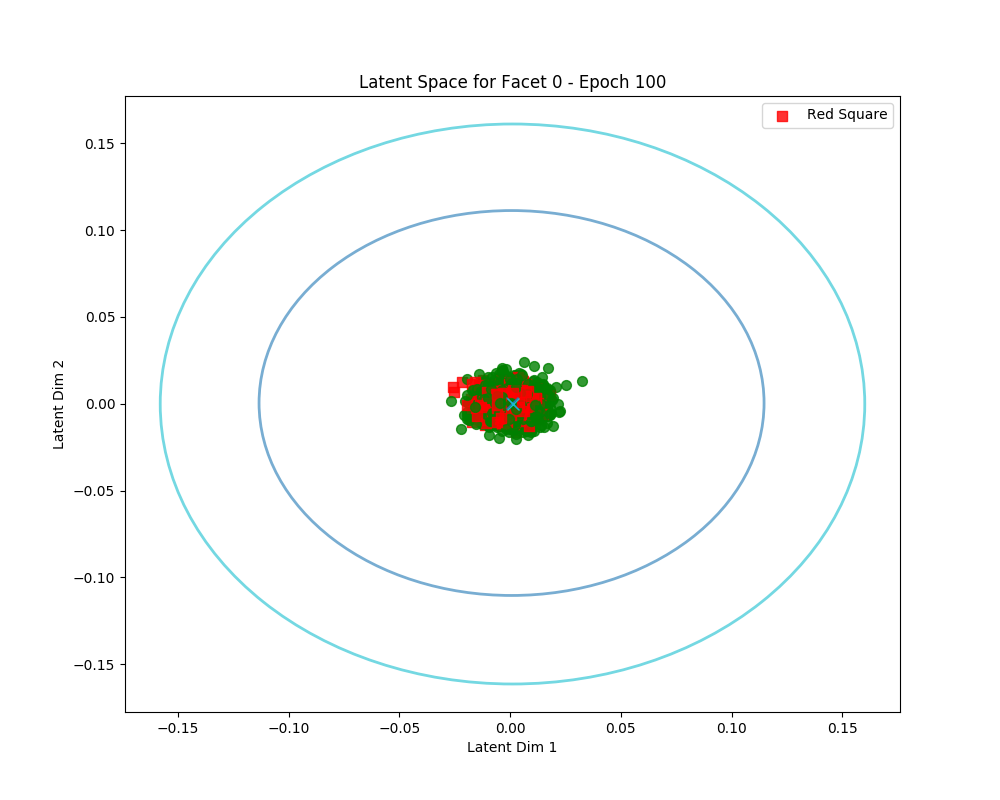 Latent Space for Facet 0 - Epoch 100
Red Square
0.15
0.10
0.05
0.00
−0.05
−0.10
−0.15
Latent Dim 2
−0.15 −0.10 −0.05 0.00 0.05 0.10 0.15
Latent Dim 1